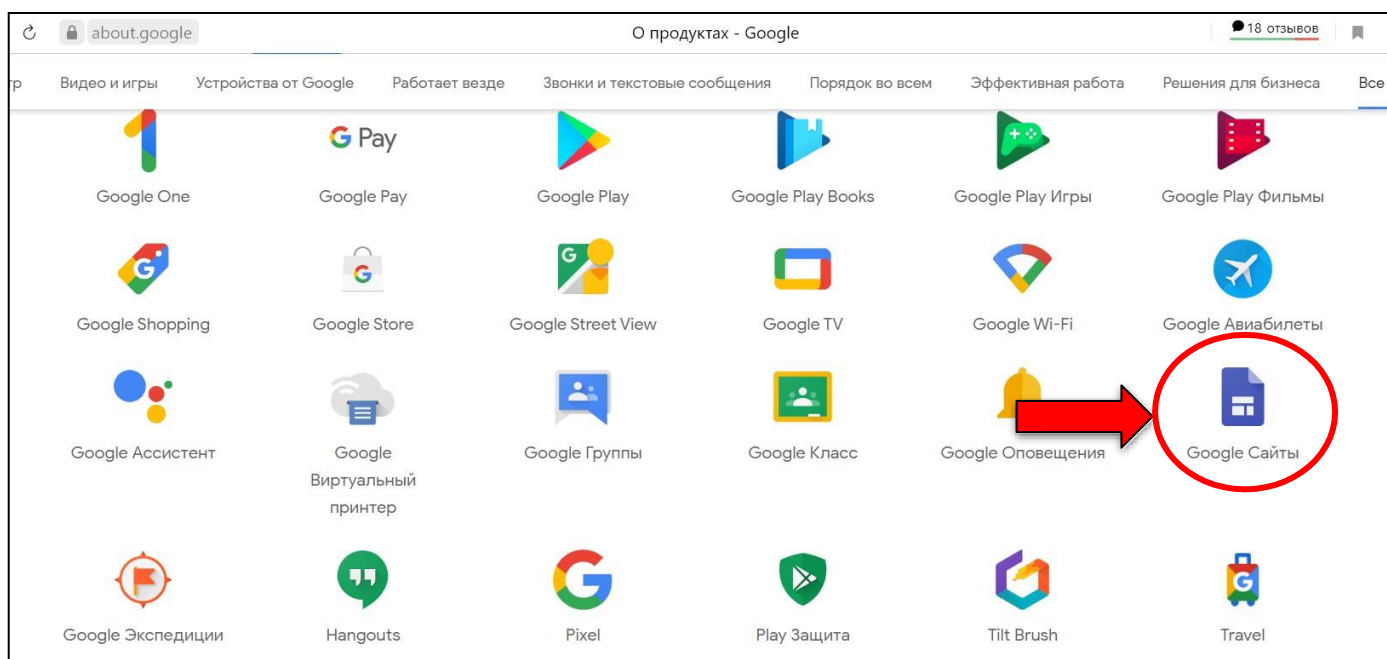 about.google
О продуктах - Google
18 отзывов
тр Видео и игры Устройства от Google Работает везде Звонки и текстовые сообщения Порядок во всем Эффективная работа Решения для бизнеса Все
G Pay
Google One Google Pay Google Play Google Play Books Google Play Игры Google Play Фильмы
Google Shopping Google Store Google Street View Google TV Google Wi-Fi Google Авиабилеты
Google Ассистент Google Виртуальный принтер Google Группы Google Класс Google Оповещения Google Сайты
Google Экспедиции Hangouts Pixel Play Защита Tilt Brush Travel